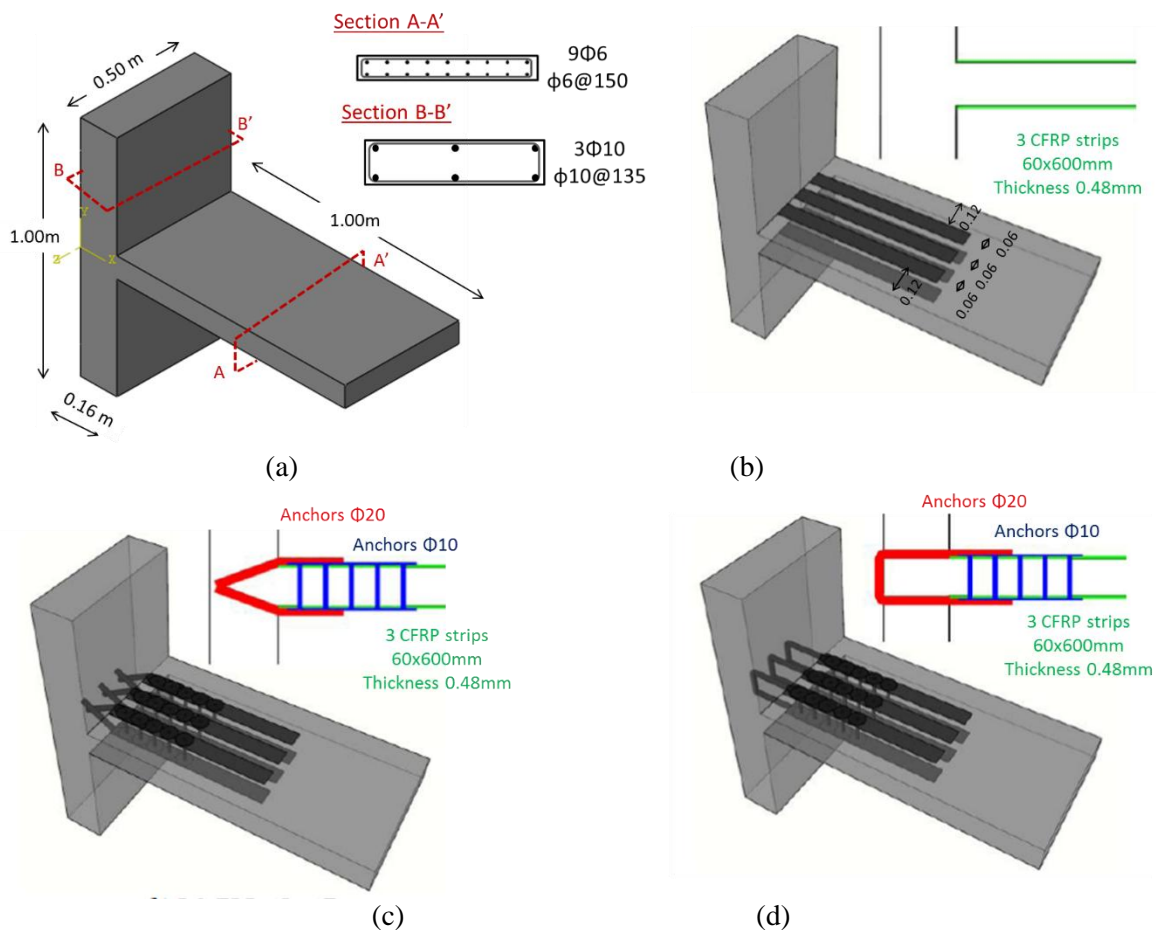 Section A-A'
9Φ6
ϕ6@150
Section B-B'
3Φ10
ϕ10@135
0.50 m
B'
B
1.00m
1.00m
Y
Z
X
A'
A
0.16 m
(a)
3 CFRP strips
60x600mm
Thickness 0.48mm
0.12
0.06
0.06
0.06
0.12
(b)
Anchors Φ20
Anchors Φ10
3 CFRP strips
60x600mm
Thickness 0.48mm
(c)
Anchors Φ20
Anchors Φ10
3 CFRP strips
60x600mm
Thickness 0.48mm
(d)